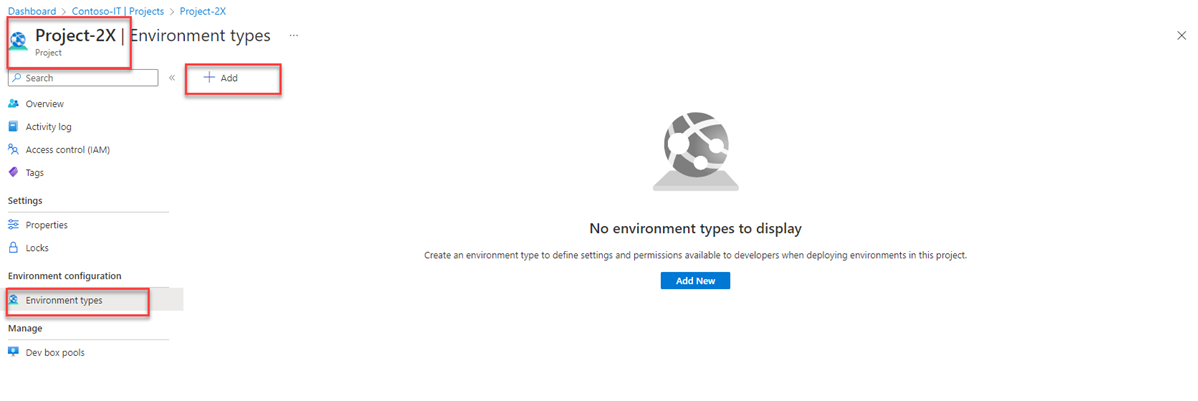 Dashboard > Contoso-IT | Projects > Project-2X
Project-2X | Environment types ...
Project
Search
«
+ Add
Overview
Activity log
Access control (IAM)
Tags
Settings
Properties
Locks
Environment configuration
Environment types
Manage
Dev box pools
No environment types to display
Create an environment type to define settings and permissions available to developers when deploying environments in this project.
Add New